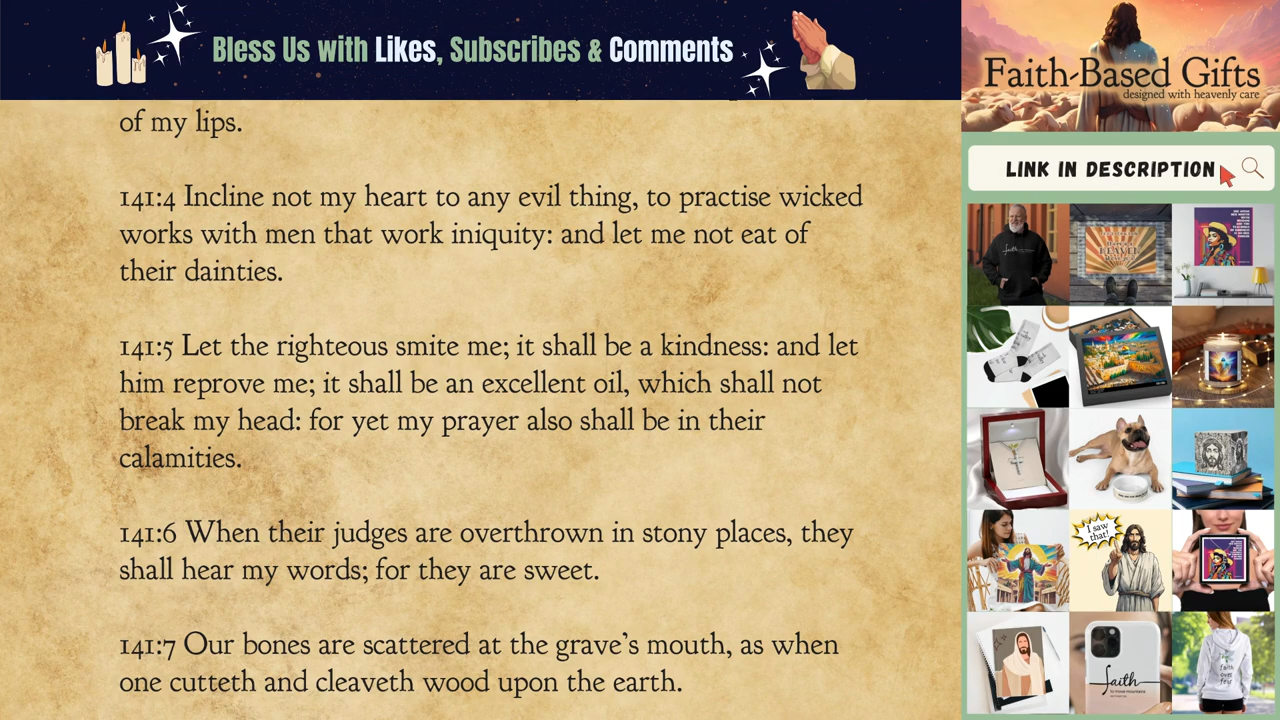 Bless Us with Likes, Subscribes & Comments
of my lips.
141:4 Incline not my heart to any evil thing, to practise wicked
works with men that work iniquity: and let me not eat of
their dainties.
141:5 Let the righteous smite me; it shall be a kindness: and let
him reprove me; it shall be an excellent oil, which shall not
break my head: for yet my prayer also shall be in their
calamities.
141:6 When their judges are overthrown in stony places, they
shall hear my words; for they are sweet.
141:7 Our bones are scattered at the grave's mouth, as when
one cutteth and cleaveth wood upon the earth.
Faith-Based Gifts
designed with heavenly care
LINK IN DESCRIPTION
faith
I saw
that!
faith
faith
over
fear